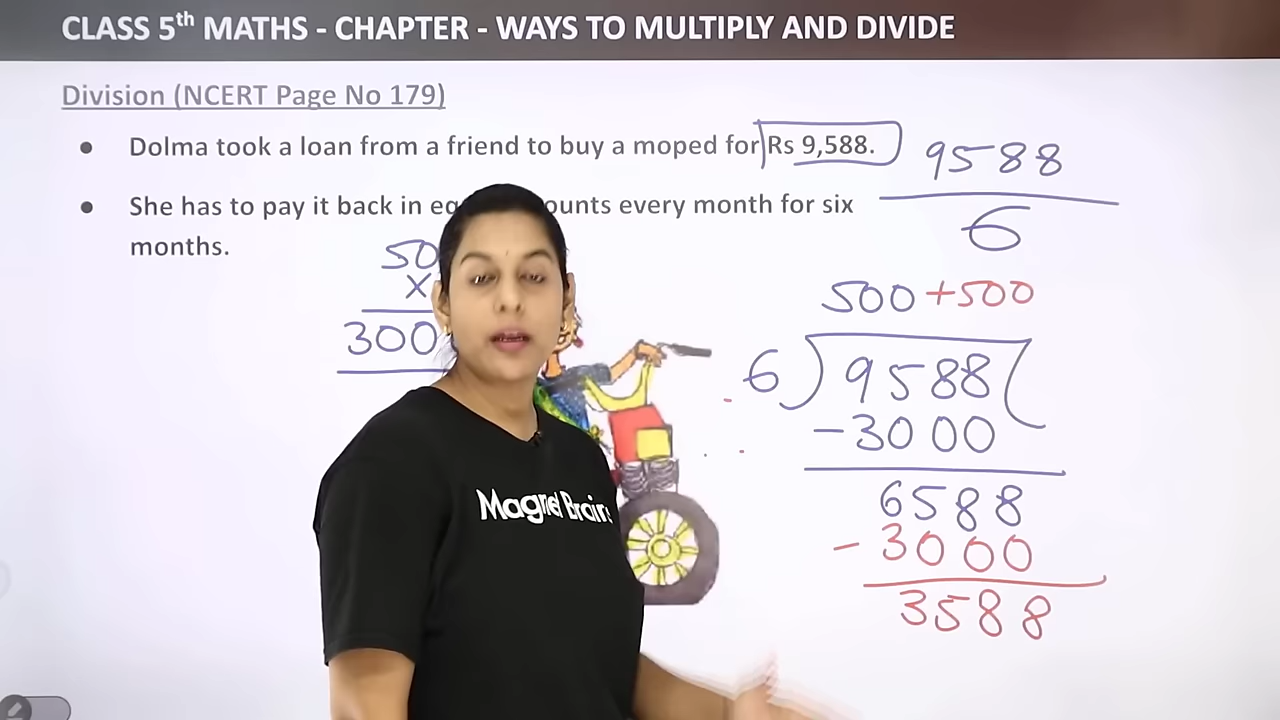 CLASS 5th MATHS - CHAPTER - WAYS TO MULTIPLY AND DIVIDE
Division (NCERT Page No 179)
• Dolma took a loan from a friend to buy a moped for Rs 9,588.
• She has to pay it back in eq ounts every month for six
months.
9588
6
50
X
300
500 +500
6) 9588 (
-3000
6588
- 3000
3588
Magnet Brains